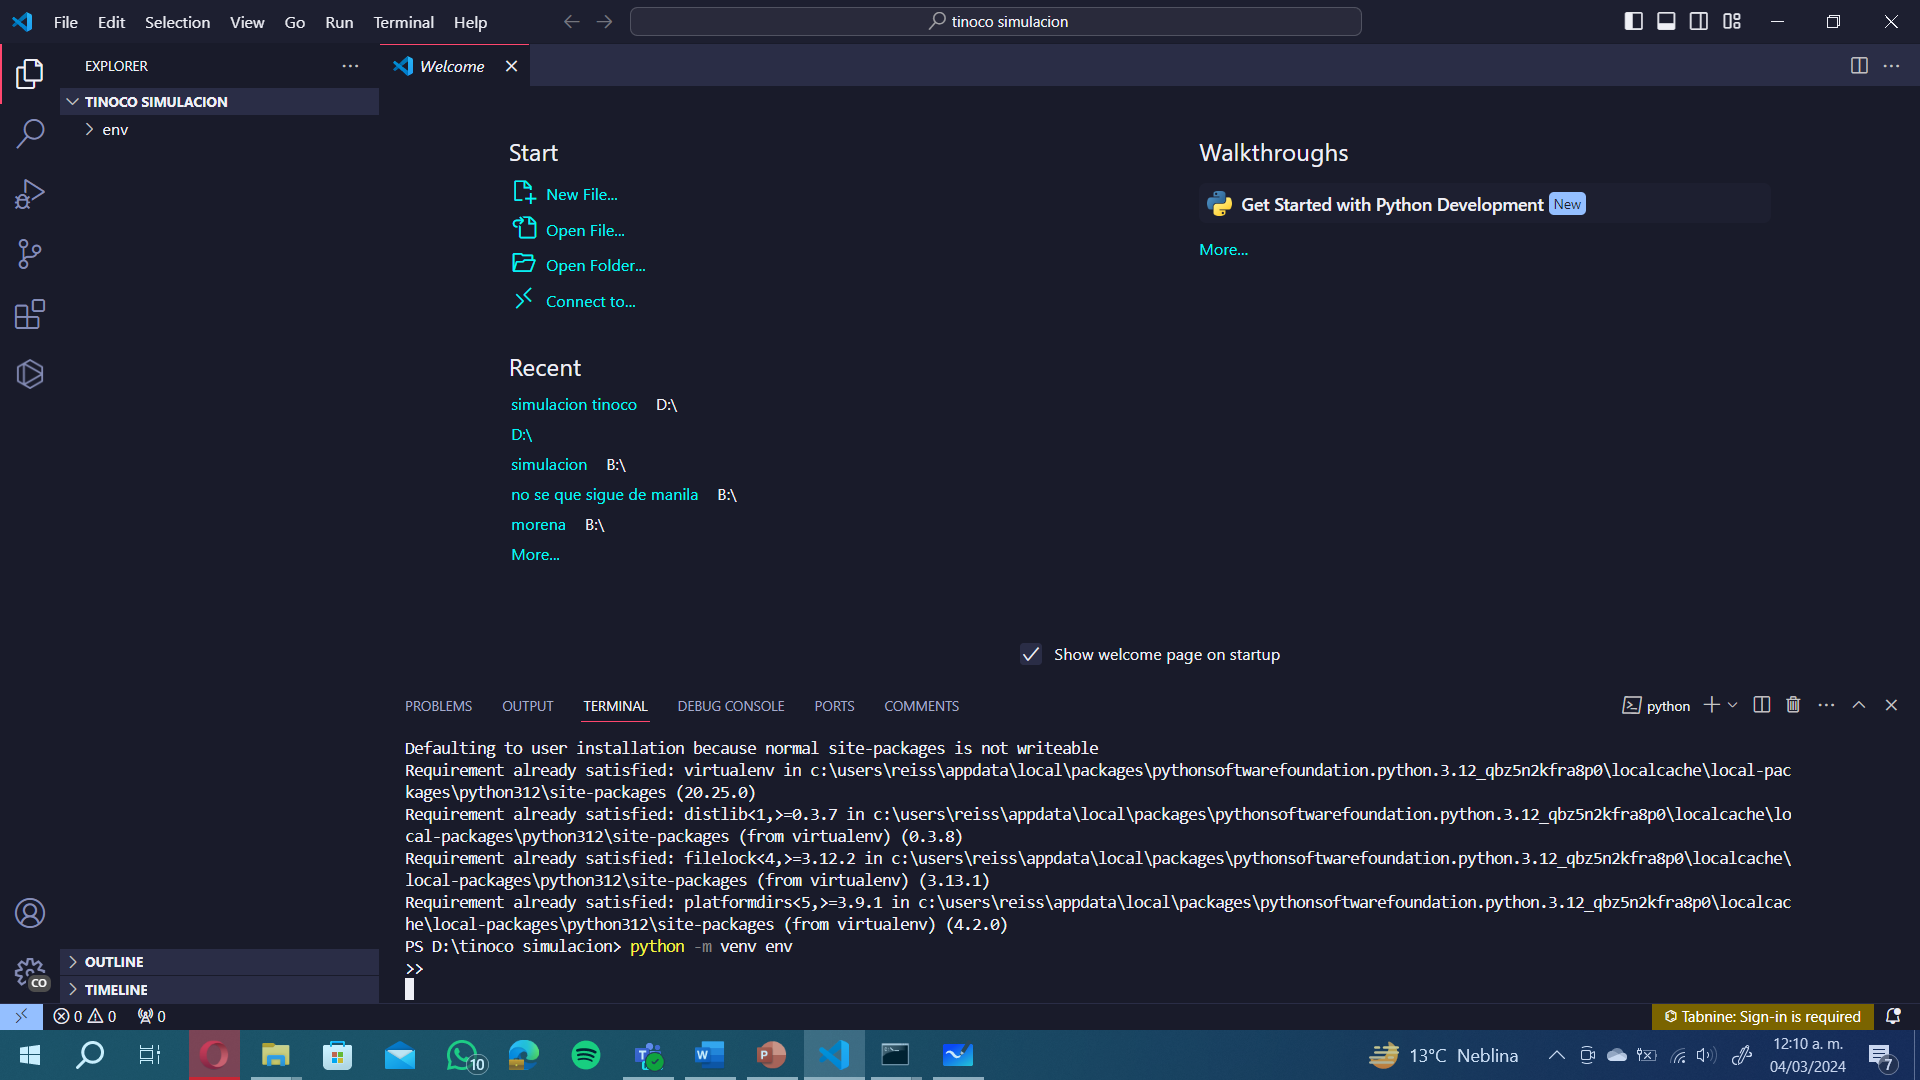 File Edit Selection View Go Run Terminal Help
tinoco simulacion
EXPLORER
Welcome
TINOCO SIMULACION
env
Start
New File...
Open File...
Open Folder...
Connect to...
Recent
simulacion tinoco D:\
D:\
simulacion B:\
no se que sigue de manila B:\
morena B:\
More...
Walkthroughs
Get Started with Python Development New
More...
Show welcome page on startup
PROBLEMS OUTPUT TERMINAL DEBUG CONSOLE PORTS COMMENTS
python
Defaulting to user installation because normal site-packages is not writeable
Requirement already satisfied: virtualenv in c:\users\reiss\appdata\local\packages\pythonsoftwarefoundation.python.3.12_qbz5n2kfra8p0\localcache\local-pac
kages\python312\site-packages (20.25.0)
Requirement already satisfied: distlib<1,>=0.3.7 in c:\users\reiss\appdata\local\packages\pythonsoftwarefoundation.python.3.12_qbz5n2kfra8p0\localcache\lo
cal-packages\python312\site-packages (from virtualenv) (0.3.8)
Requirement already satisfied: filelock<4,>=3.12.2 in c:\users\reiss\appdata\local\packages\pythonsoftwarefoundation.python.3.12_qbz5n2kfra8p0\localcache\
local-packages\python312\site-packages (from virtualenv) (3.13.1)
Requirement already satisfied: platformdirs<5,>=3.9.1 in c:\users\reiss\appdata\local\packages\pythonsoftwarefoundation.python.3.12_qbz5n2kfra8p0\localcac
he\local-packages\python312\site-packages (from virtualenv) (4.2.0)
PS D:\tinoco simulacion> python -m venv env
>>
CO
OUTLINE
TIMELINE
0 0 0
Tabnine: Sign-in is required
10
13°C Neblina
12:10 a. m.
04/03/2024
7